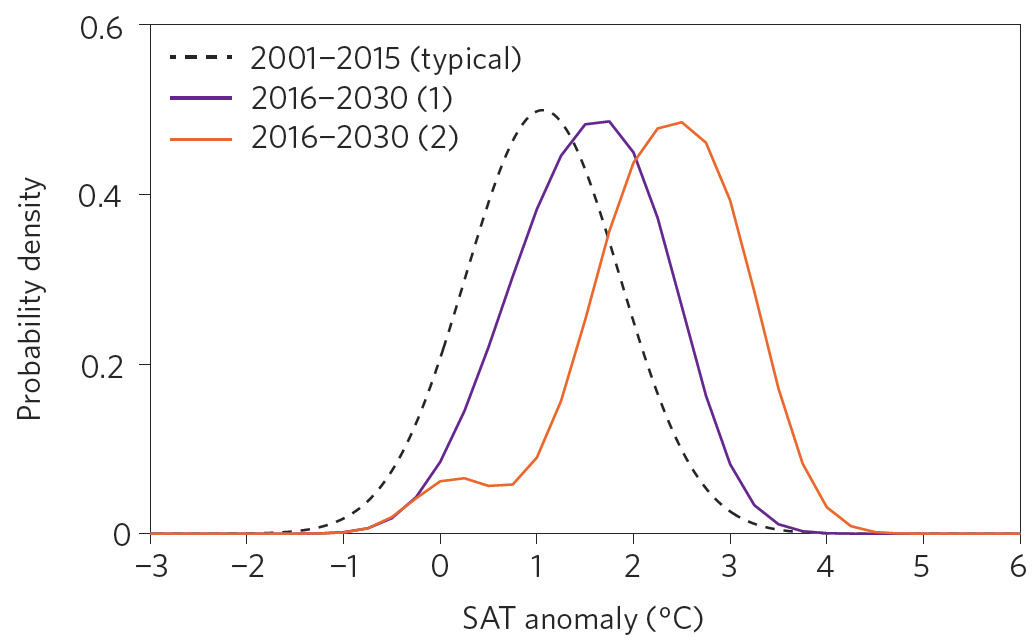 0.6
2001–2015 (typical)
2016–2030 (1)
2016–2030 (2)
0.4
0.2
0
Probability density
−3 −2 −1 0 1 2 3 4 5 6
SAT anomaly (°C)